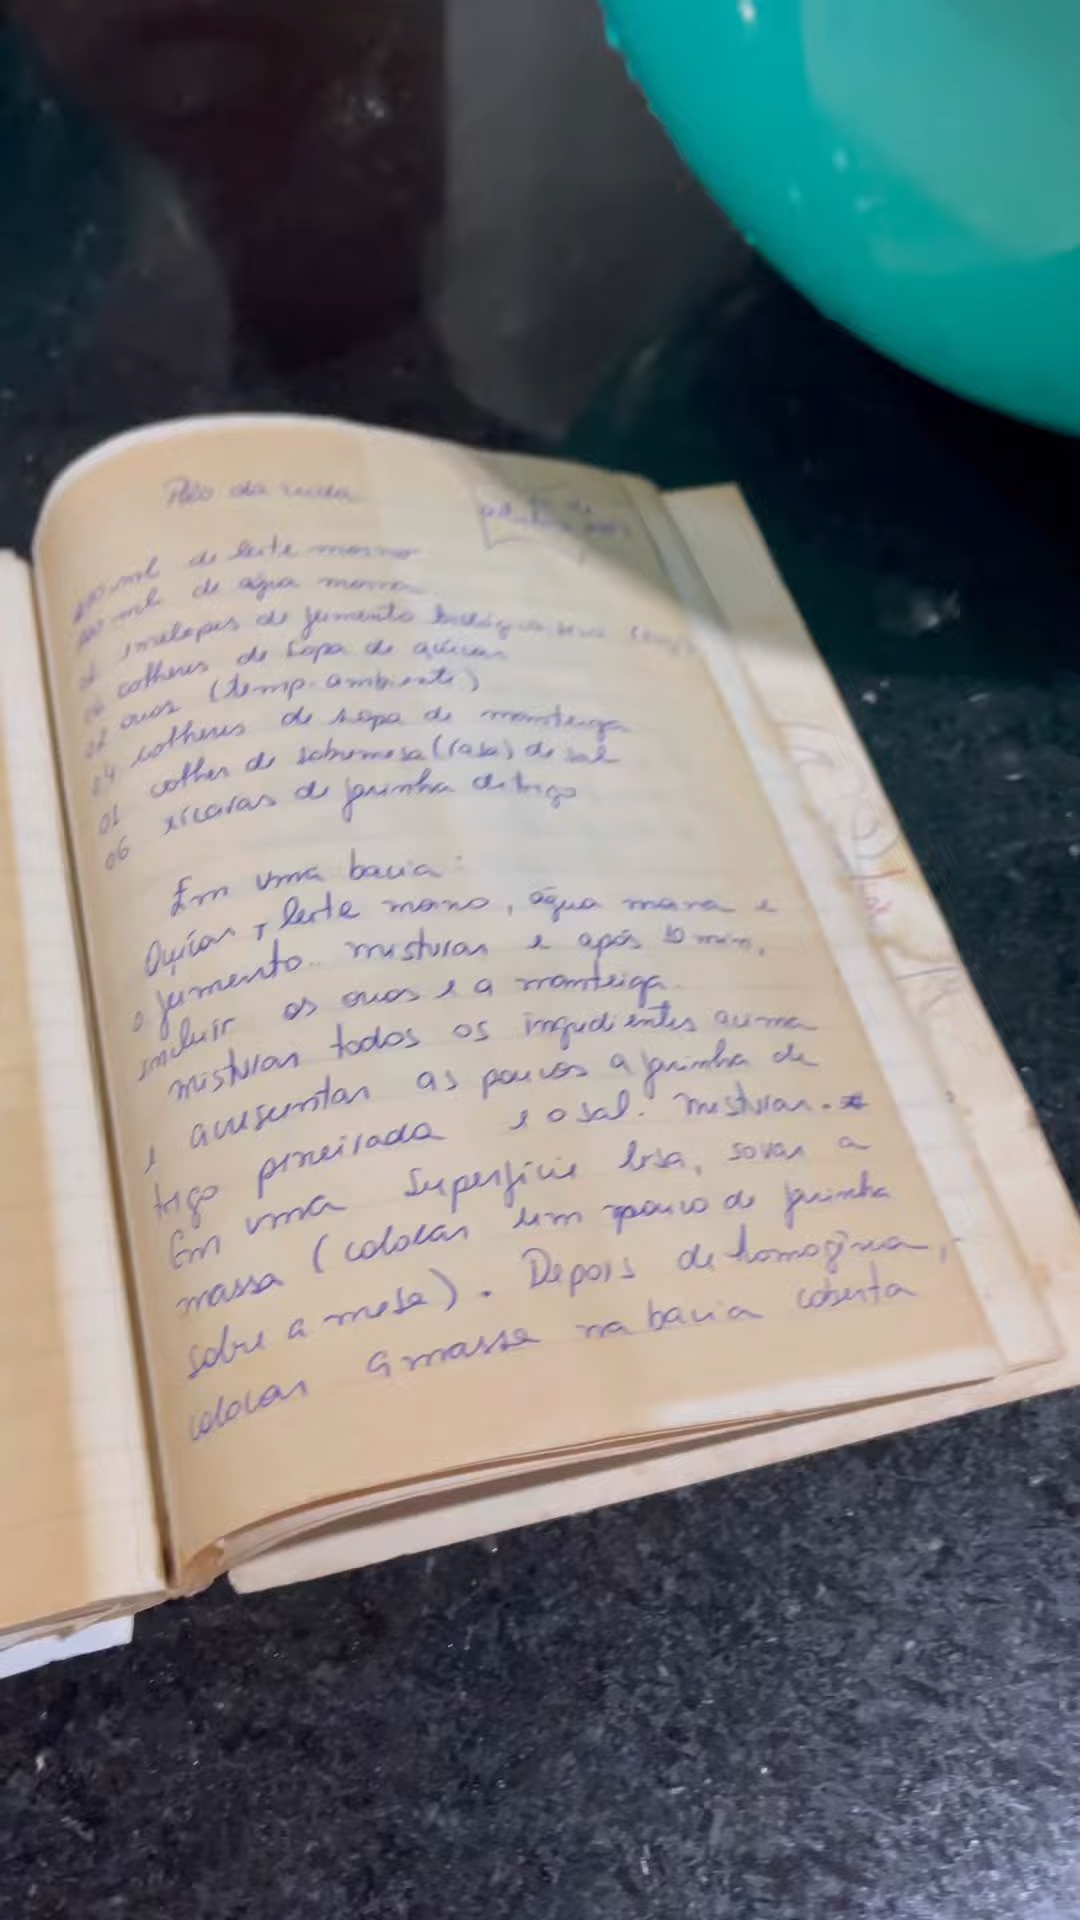 Pão da
ml de leite morno
ml de água morna
envelopes de fermento biológico seco
colheres de sopa de açúcar
02 ovos (temp. ambiente)
04 colheres de sopa de manteiga
01 colher de sobremesa (rasa) de sal
06 xícaras de farinha de trigo
Em uma bacia:
Açúcar + leite morno, água morna e
o fermento. misturar e após 10 min.
incluir os ovos e a manteiga.
misturar todos os ingredientes acima
e acrescentar aos poucos a farinha de
trigo peneirada e o sal. Misturar.
Em uma superfície lisa, sovar a
massa (colocar um pouco de farinha
sobre a mesa). Depois de homogênea,
colocar a massa na bacia coberta